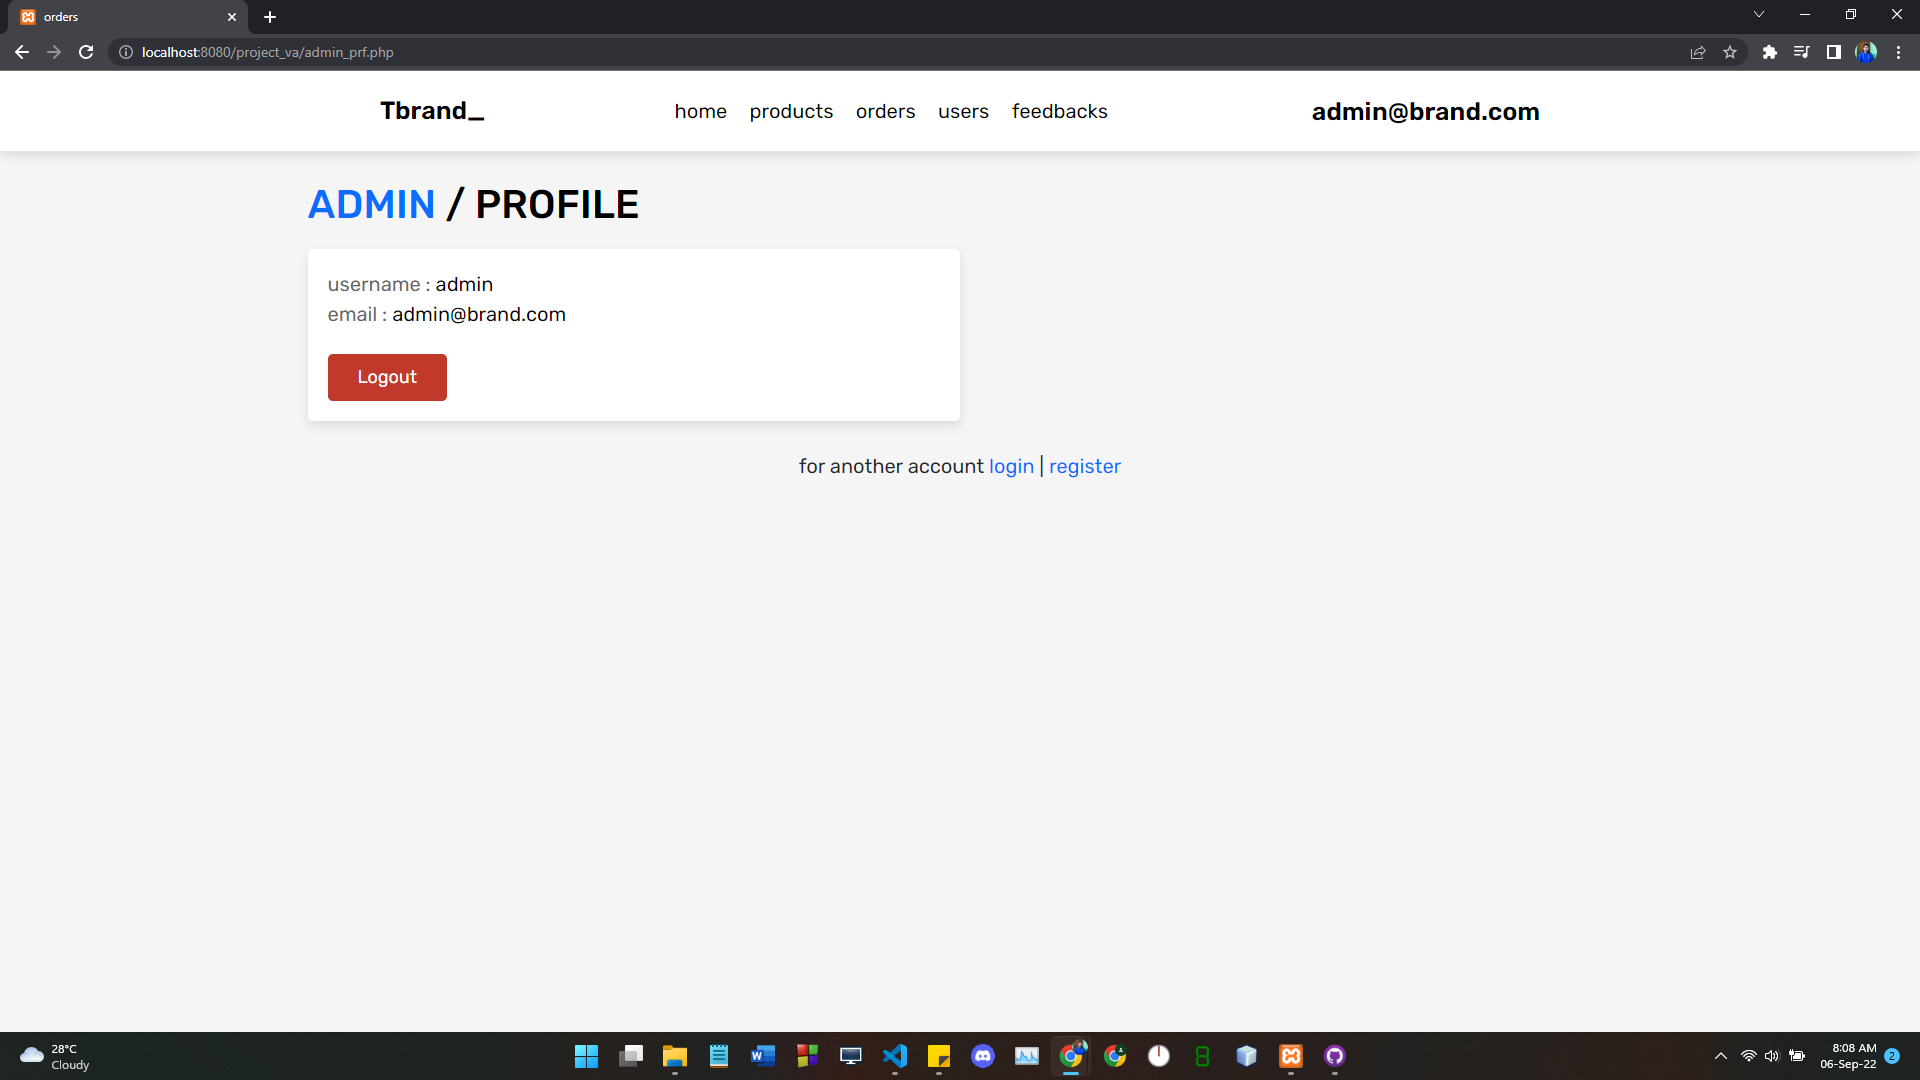 orders
localhost:8080/project_va/admin_prf.php
Tbrand_
home products orders users feedbacks
admin@brand.com
ADMIN / PROFILE
username : admin
email : admin@brand.com
Logout
for another account login | register
28°C
Cloudy
8:08 AM
06-Sep-22
2